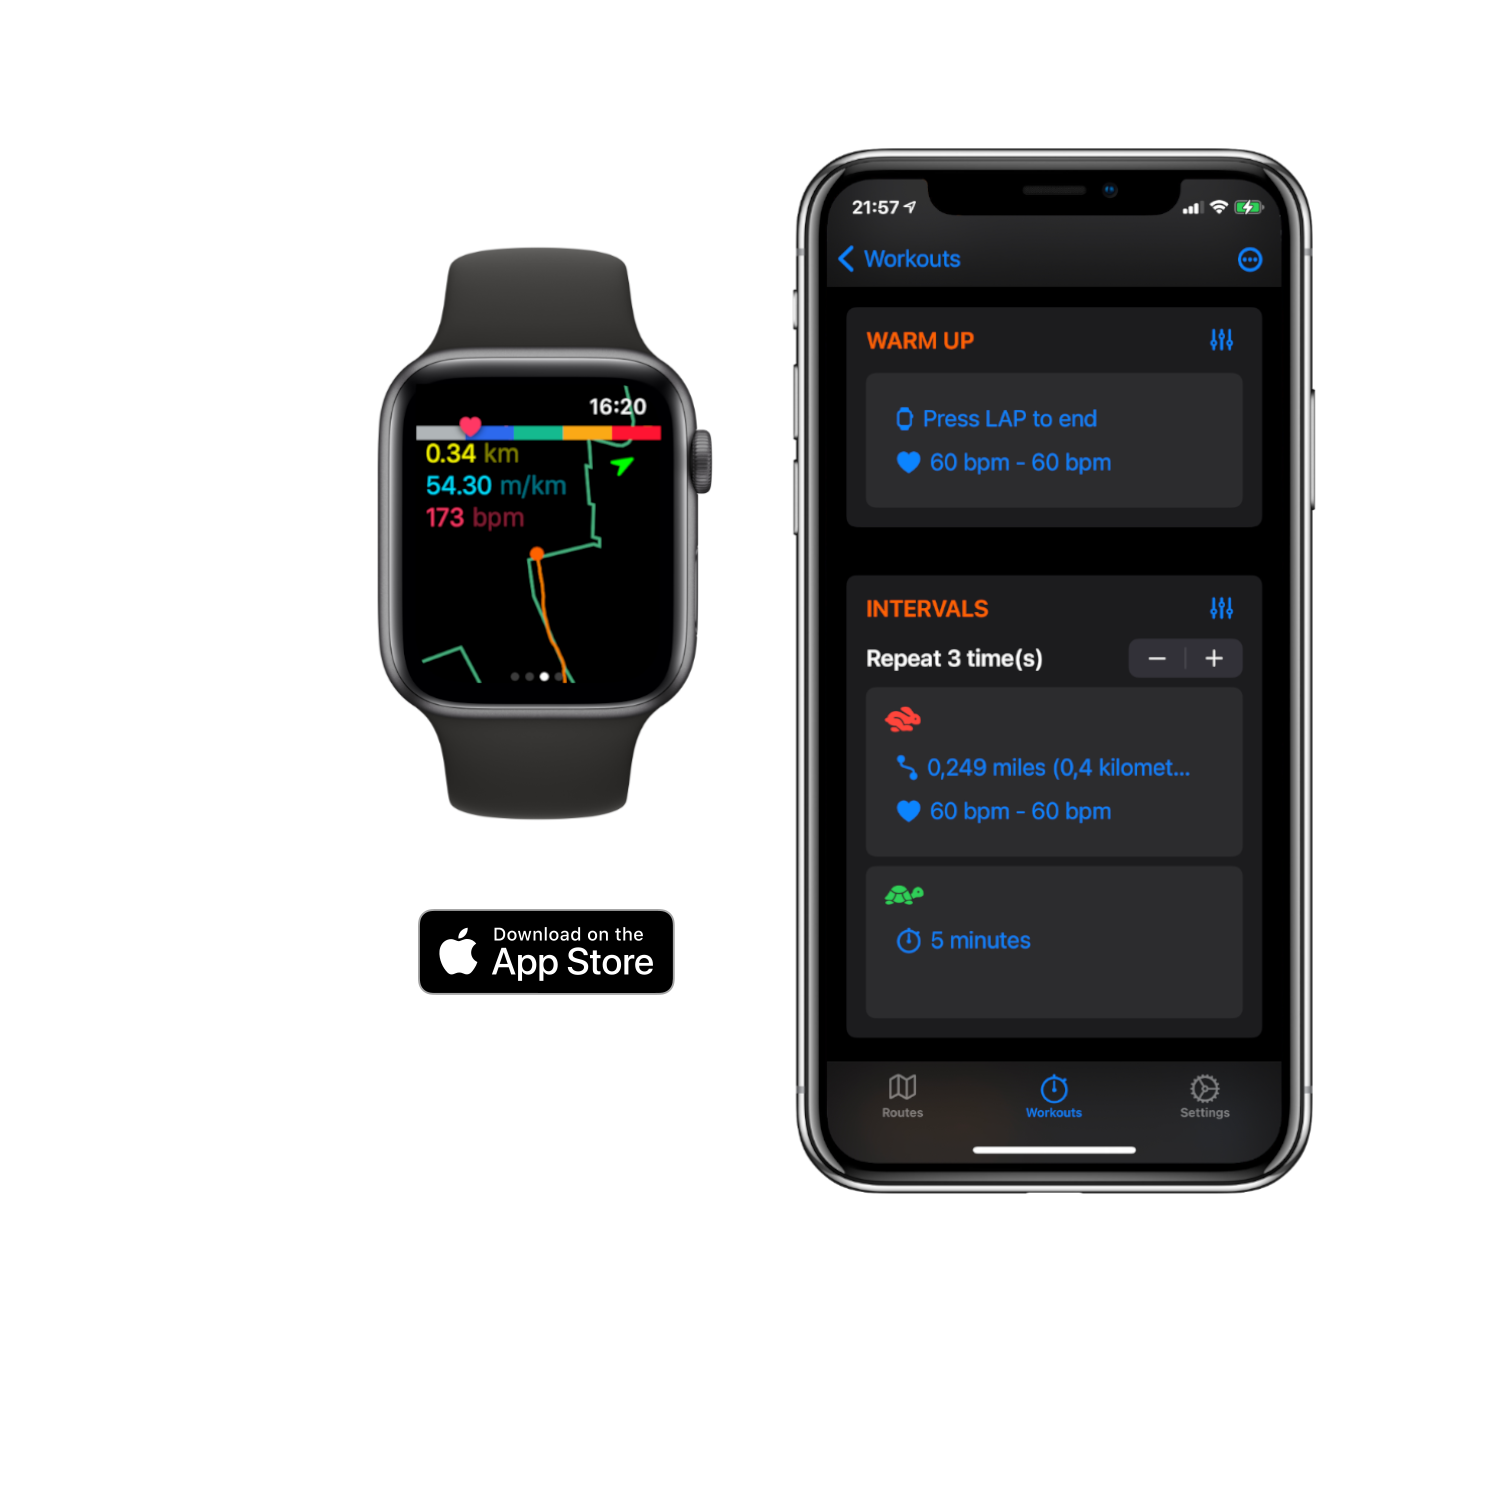 16:20
0.34 km
54.30 m/km
173 bpm
Download on the
App Store
21:57
Workouts
WARM UP
Press LAP to end
60 bpm - 60 bpm
INTERVALS
Repeat 3 time(s)
0,249 miles (0,4 kilomet...
60 bpm - 60 bpm
5 minutes
Routes
Workouts
Settings